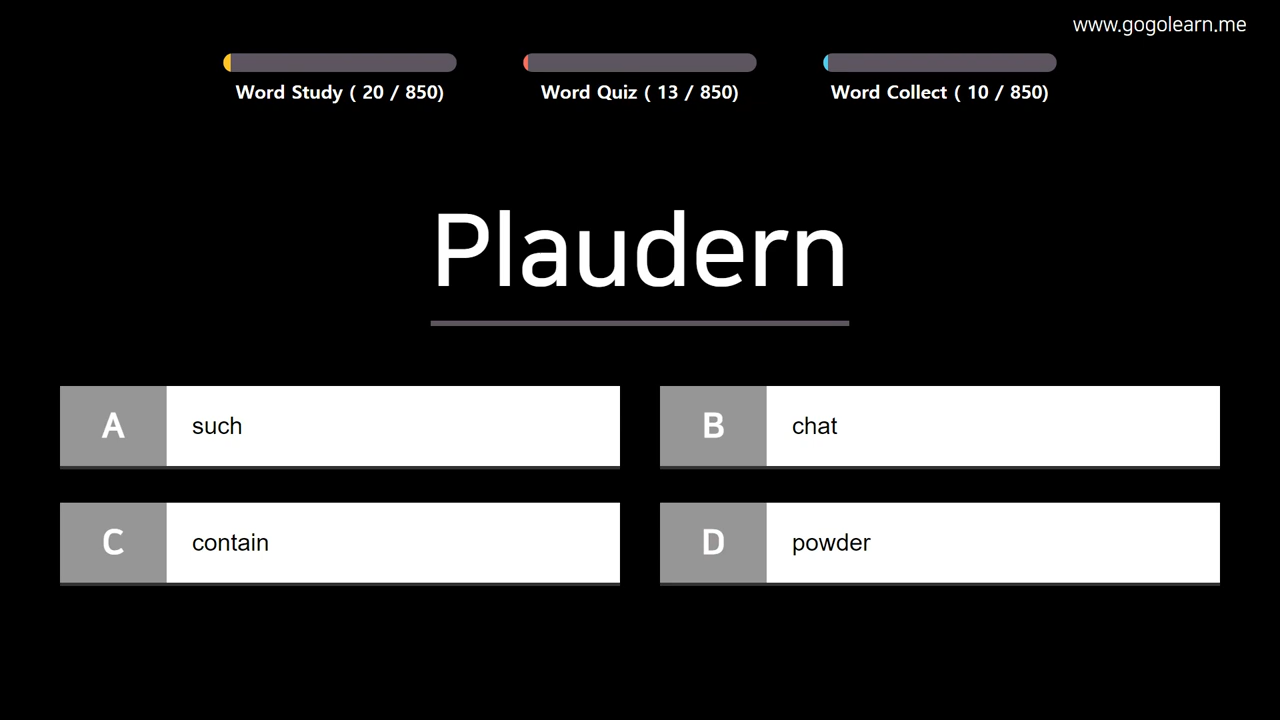 www.gogolearn.me
Word Study ( 20 / 850)
Word Quiz ( 13 / 850)
Word Collect ( 10 / 850)
Plaudern
A such
B chat
C contain
D powder